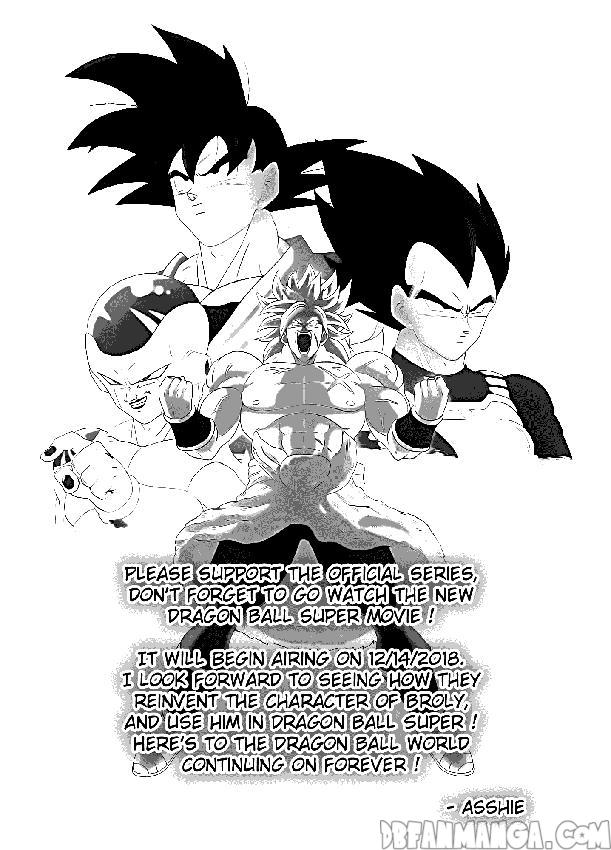 PLEASE SUPPORT THE OFFICIAL SERIES,
DON'T FORGET TO GO WATCH THE NEW
DRAGON BALL SUPER MOVIE !
IT WILL BEGIN AIRING ON 12/14/2018.
I LOOK FORWARD TO SEEING HOW THEY
REINVENT THE CHARACTER OF BROLY,
AND USE HIM IN DRAGON BALL SUPER !
HERE'S TO THE DRAGON BALL WORLD
CONTINUING ON FOREVER !
- ASSHIE
DBFANMANGA.COM